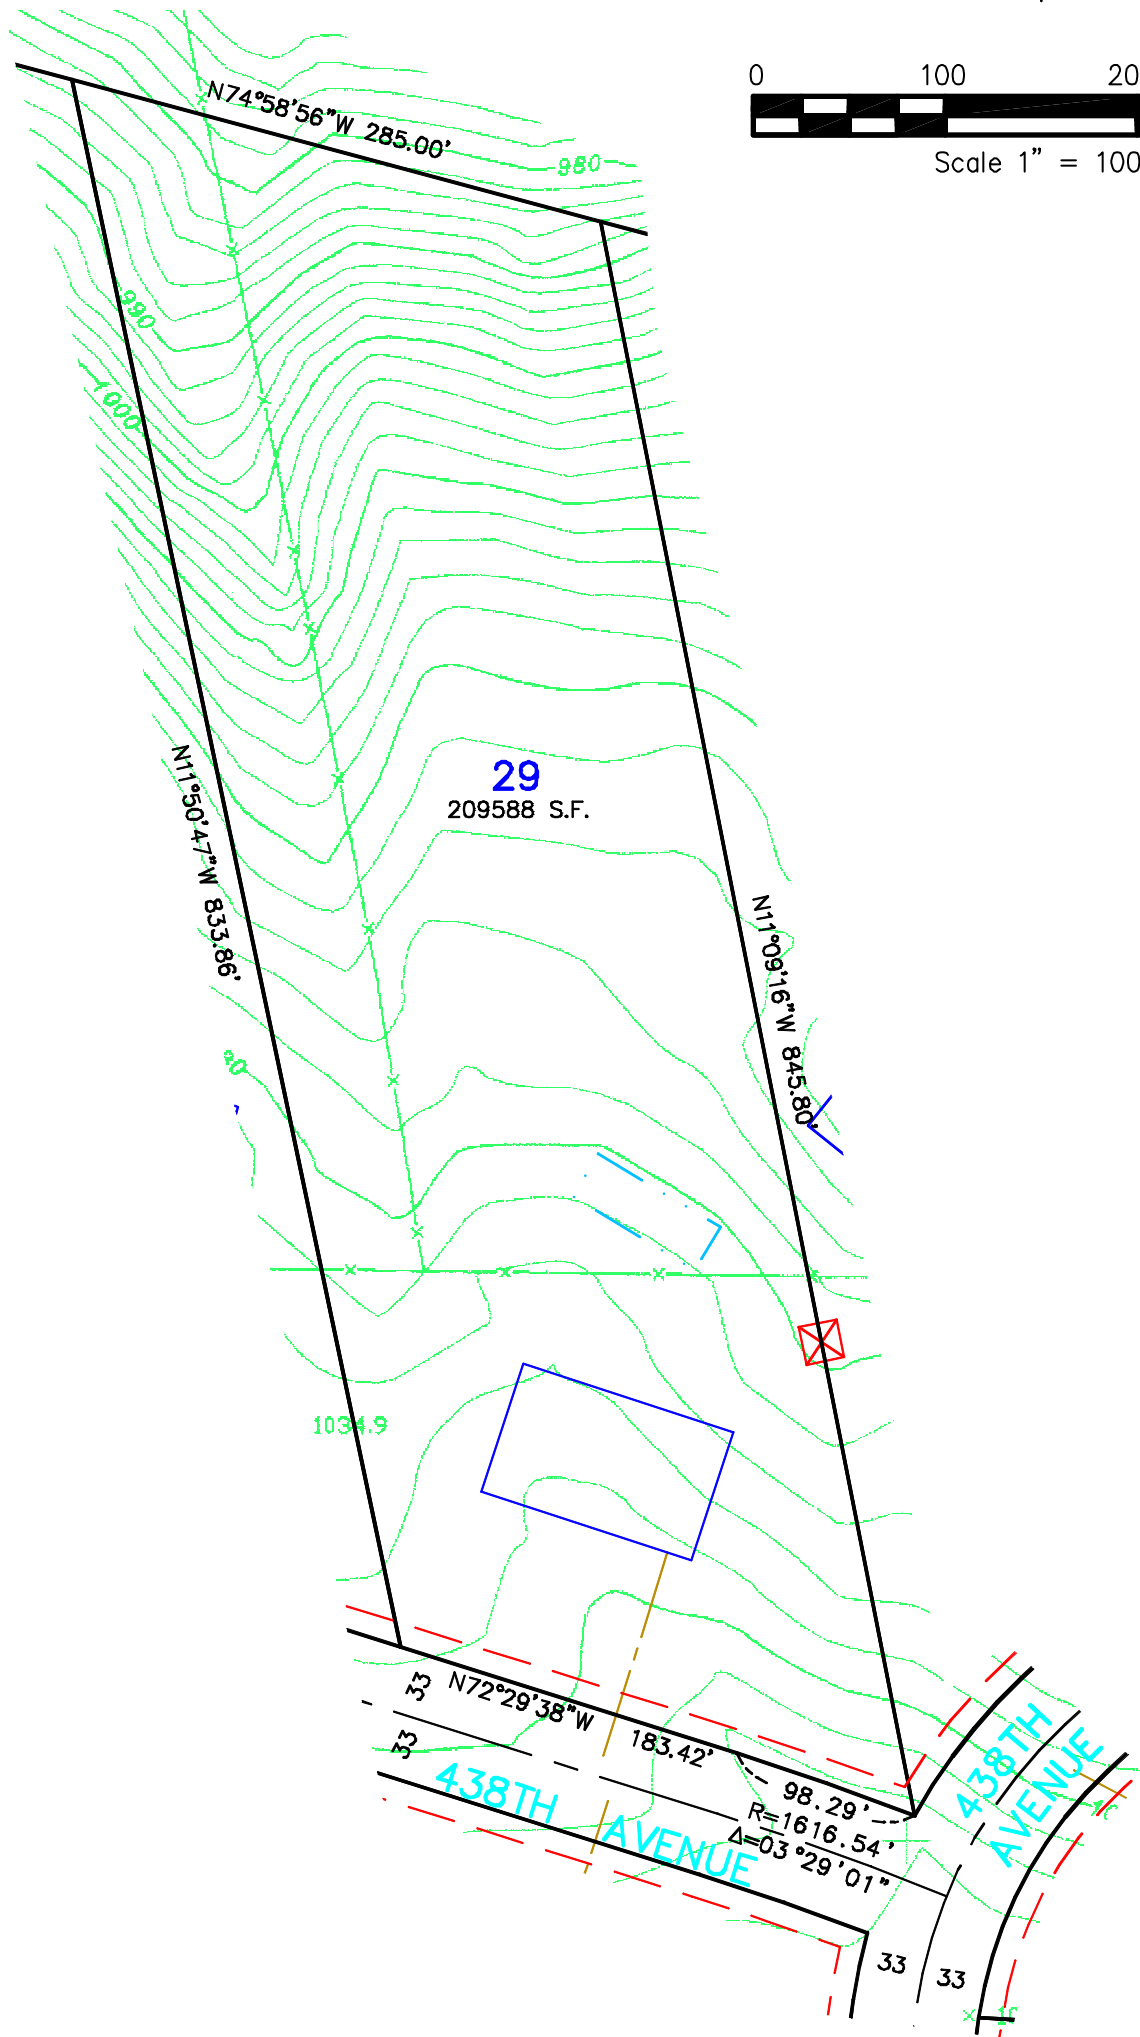 0 100 20
Scale 1" = 100
N74°58'56"W 285.00'
980
990
1000
29
209588 S.F.
N11°50'47"W 833.86'
N11°09'16"W 845.80'
1034.9
33
33
N72°29'38"W 183.42'
98.29'
R=1616.54'
Δ=03°29'01"
438TH AVENUE
438TH
AVENUE
33 33